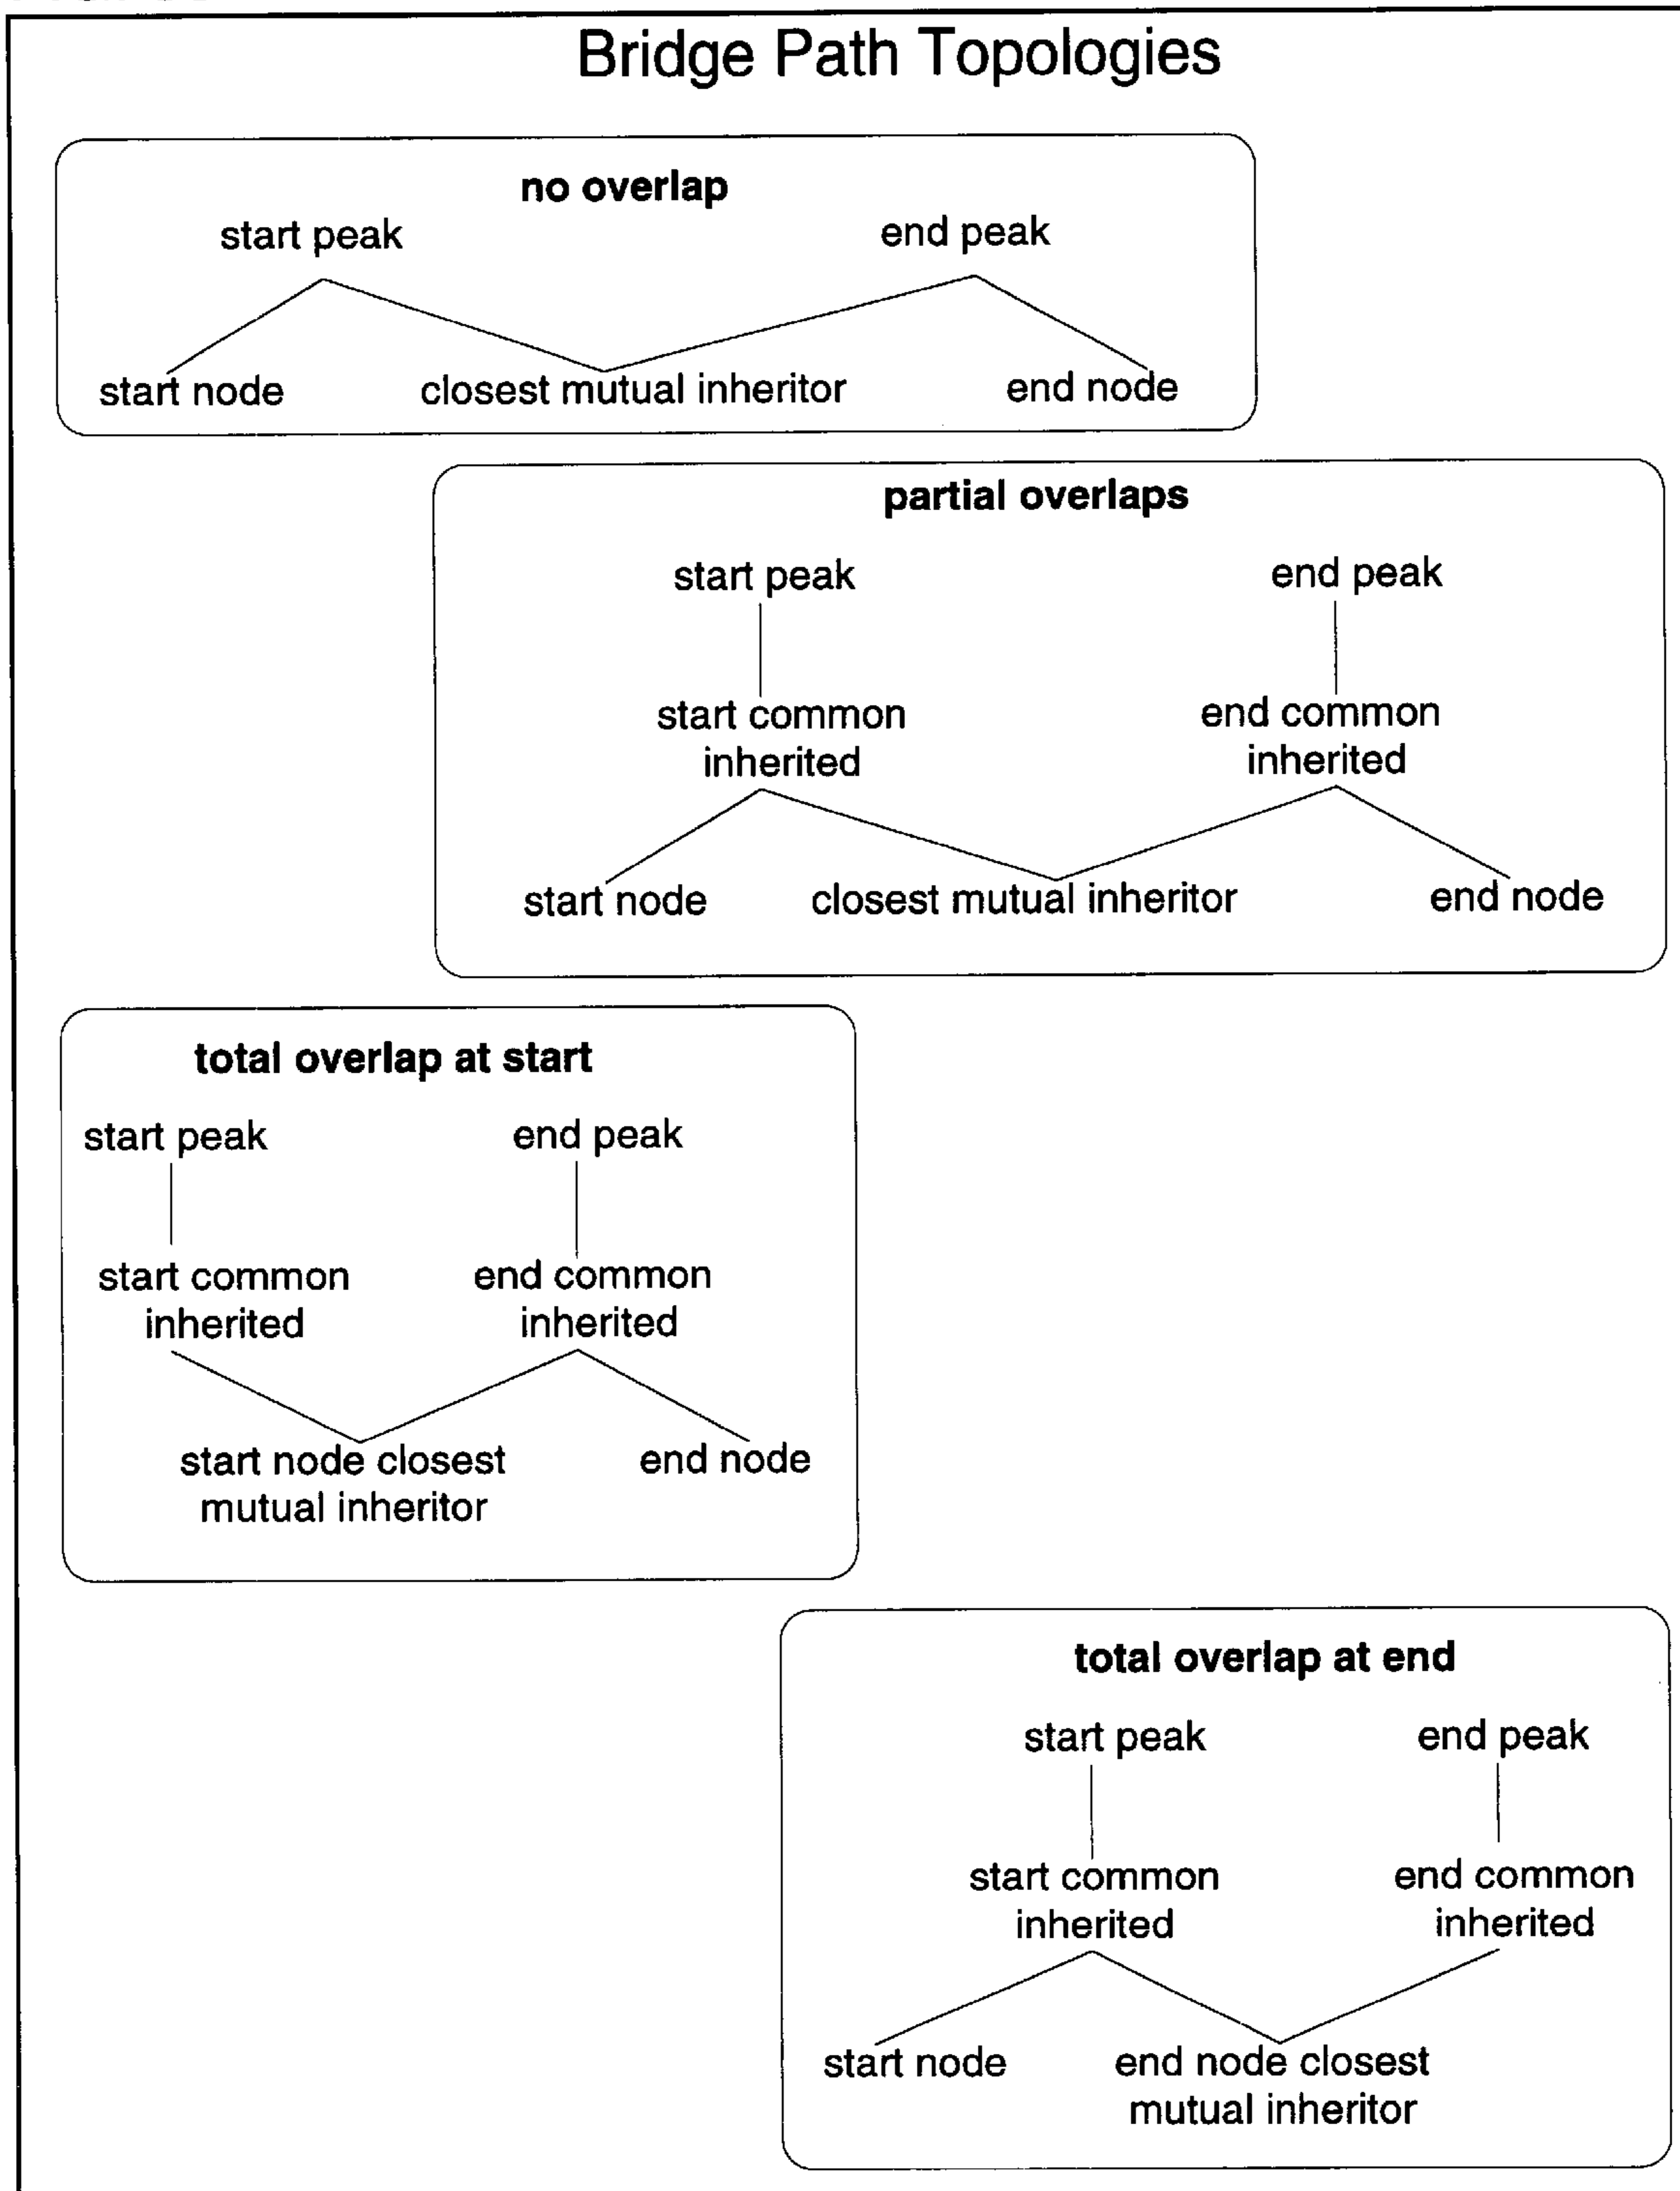 Bridge Path Topologies
no overlap
start peak end peak
start node closest mutual inheritor end node
partial overlaps
start peak end peak
start common end common
inherited inherited
start node closest mutual inheritor end node
total overlap at start
start peak end peak
start common end common
inherited inherited
start node closest end node
mutual inheritor
total overlap at end
start peak end peak
start common end common
inherited inherited
start node end node closest
mutual inheritor